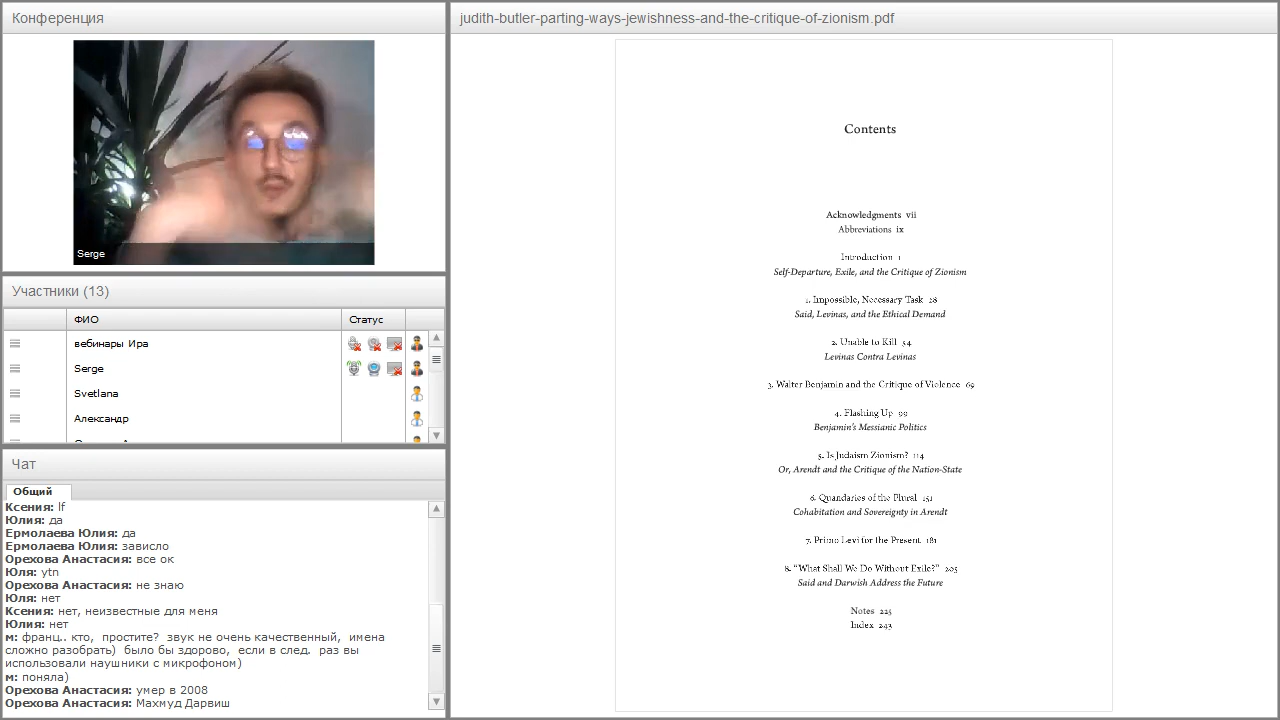 Конференция
Serge
Участники (13)
ФИО
Статус
вебинары Ира
Serge
Svetlana
Александр
Чат
Общий
Ксения: lf
Юлия: да
Ермолаева Юлия: да
Ермолаева Юлия: зависло
Орехова Анастасия: все ок
Юля: ytn
Орехова Анастасия: не знаю
Юля: нет
Ксения: нет, неизвестные для меня
Юлия: нет
м: франц.. кто, простите? звук не очень качественный, имена
сложно разобрать) было бы здорово, если в след. раз вы
использовали наушники с микрофоном)
м: поняла)
Орехова Анастасия: умер в 2008
Орехова Анастасия: Махмуд Дарвиш
judith-butler-parting-ways-jewishness-and-the-critique-of-zionism.pdf
Contents
Acknowledgments vii
Abbreviations ix
Introduction 1
Self-Departure, Exile, and the Critique of Zionism
1. Impossible, Necessary Task 28
Said, Levinas, and the Ethical Demand
2. Unable to Kill 54
Levinas Contra Levinas
3. Walter Benjamin and the Critique of Violence 69
4. Flashing Up 99
Benjamin's Messianic Politics
5. Is Judaism Zionism? 114
Or, Arendt and the Critique of the Nation-State
6. Quandaries of the Plural 151
Cohabitation and Sovereignty in Arendt
7. Primo Levi for the Present 181
8. “What Shall We Do Without Exile?” 205
Said and Darwish Address the Future
Notes 225
Index 243